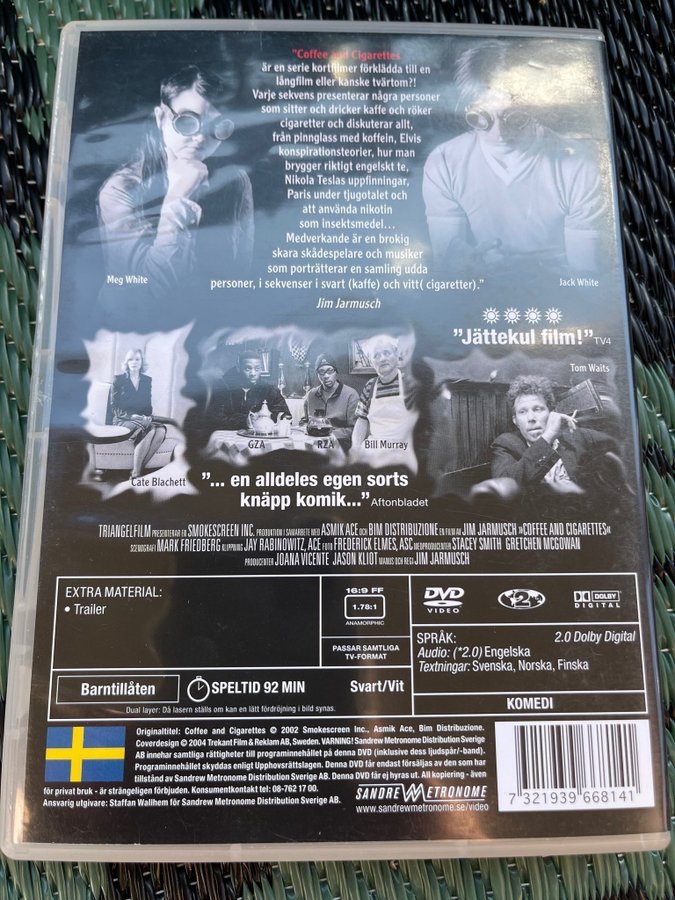 "Coffee and Cigarettes
är en serie kortfilmer förklädda till en
långfilm eller kanske tvärtom?!
Varje sekvens presenterar några personer
som sitter och dricker kaffe och röker
cigaretter och diskuterar allt,
från pinnglass med koffein, Elvis
konspirationsteorier, hur man
brygger riktigt engelskt te,
Nikola Teslas uppfinningar,
Paris under tjugotalet och
att använda nikotin
som insektsmedel...
Medverkande är en brokig
skara skådespelare och musiker
som porträtterar en samling udda
personer, i sekvenser i svart (kaffe) och vitt( cigaretter)."
Jim Jarmusch
Meg White
Jack White
"Jättekul film!" TV4
Tom Waits
GZA
RZA
Bill Murray
Cate Blachett
"... en alldeles egen sorts
knäpp komik..." Aftonbladet
TRIANGELFILM PRESENTERAR EN SMOKESCREEN INC. PRODUKTION I SAMARBETE MED ASMIK ACE OCH BIM DISTRIBUZIONE EN FILM AV JIM JARMUSCH »COFFEE AND CIGARETTES«
SCENOGRAFI MARK FRIEDBERG KLIPPNING JAY RABINOWITZ, ACE FOTO FREDERICK ELMES, ASC MEDPRODUCENTER STACEY SMITH GRETCHEN MCGOWAN
PRODUCENTER JOANA VICENTE JASON KLIOT MANUS OCH REGI JIM JARMUSCH
EXTRA MATERIAL:
• Trailer
16:9 FF
1.78:1
ANAMORPHIC
PASSAR SAMTLIGA
TV-FORMAT
DVD
VIDEO
2
DOLBY
DIGITAL
SPRÅK: 2.0 Dolby Digital
Audio: (*2.0) Engelska
Textningar: Svenska, Norska, Finska
Barntillåten
SPELTID 92 MIN
Svart/Vit
Dual layer: Då lasern ställs om kan en lätt fördröjning i bild synas.
KOMEDI
Originaltitel: Coffee and Cigarettes © 2002 Smokescreen Inc., Asmik Ace, Bim Distribuzione.
Coverdesign © 2004 Trekant Film & Reklam AB, Sweden. VARNING! Sandrew Metronome Distribution Sverige
AB innehar samtliga rättigheter till programinnehållet på denna DVD (inklusive dess ljudspår/-band).
Programinnehållet skyddas enligt Upphovsrättslagen. Denna DVD får endast försäljas av den som har
tillstånd av Sandrew Metronome Distribution Sverige AB. Denna DVD får ej hyras ut. All kopiering - även
för privat bruk - är strängeligen förbjuden. Konsumentkontakt tel: 08-762 17 00.
Ansvarig utgivare: Staffan Wallhem för Sandrew Metronome Distribution Sverige AB.
SANDREW METRONOME
www.sandrewmetronome.se/video
7 321939 668141